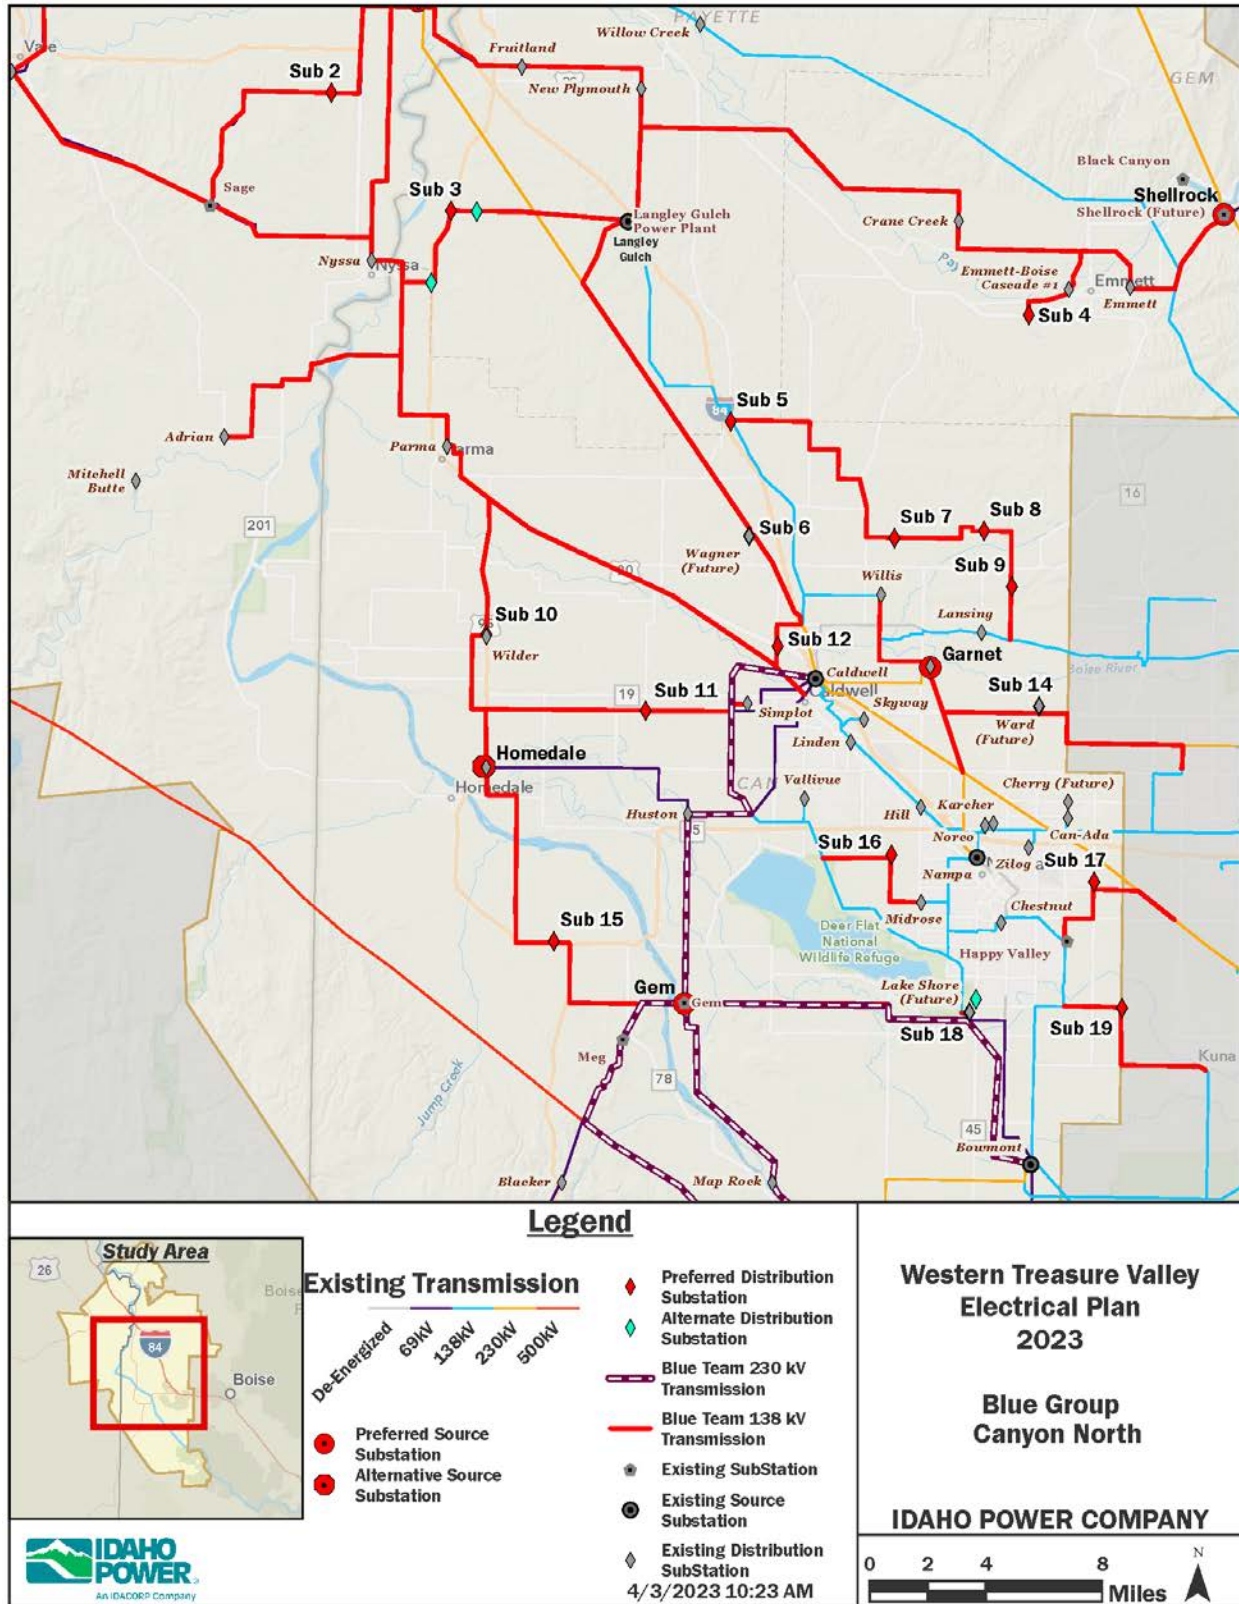 PAYETTE
Willow Creek
Vale
Fruitland
Sub 2
New Plymouth
GEM
Black Canyon
Shellrock
Shellrock (Future)
Sage
Sub 3
Langley Gulch
Power Plant
Langley
Gulch
Crane Creek
Nyssa
Nyssa
Emmett-Boise
Cascade #1
Emmett
Emmett
Sub 4
Sub 5
84
Adrian
Parma
Parma
Mitchell
Butte
16
201
Sub 7
Sub 8
Sub 6
Wagner
(Future)
Sub 9
Willis
Lansing
Sub 10
95
Wilder
Sub 12
Garnet
Boise River
Caldwell
Caldwell
19
Sub 11
Simplot
Skyway
Sub 14
Ward
(Future)
Linden
Homedale
Homedale
Vallivue
Cherry (Future)
CAN
Huston
Hill
Karcher
Norco
Can-Ada
Sub 16
Zilog
Sub 17
Nampa
Midrose
Chestnut
Sub 15
Deer Flat
National
Wildlife Refuge
Happy Valley
Gem
Gem
Lake Shore
(Future)
Sub 18
Sub 19
Meg
Kuna
78
Jump Creek
45
Bowmont
Blacker
Map Rock
Legend
Study Area
26
84
Boise
Existing Transmission
De-Energized
69kV
138kV
230kV
500kV
Preferred Source
Substation
Alternative Source
Substation
Preferred Distribution
Substation
Alternate Distribution
Substation
Blue Team 230 kV
Transmission
Blue Team 138 kV
Transmission
Existing SubStation
Existing Source
Substation
Existing Distribution
SubStation
4/3/2023 10:23 AM
IDAHO
POWER
An IDACORP Company
Western Treasure Valley
Electrical Plan
2023
Blue Group
Canyon North
IDAHO POWER COMPANY
0 2 4 8
Miles
N